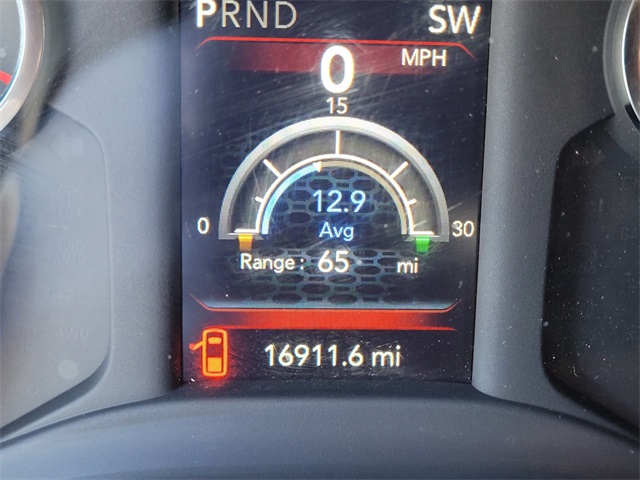 PRND SW
0 MPH
15
12.9
0 Avg 30
Range: 65 mi
16911.6 mi